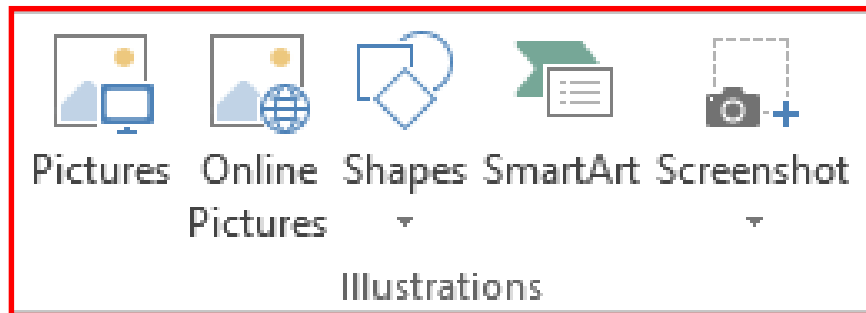 Pictures Online Shapes SmartArt Screenshot
Pictures
Illustrations